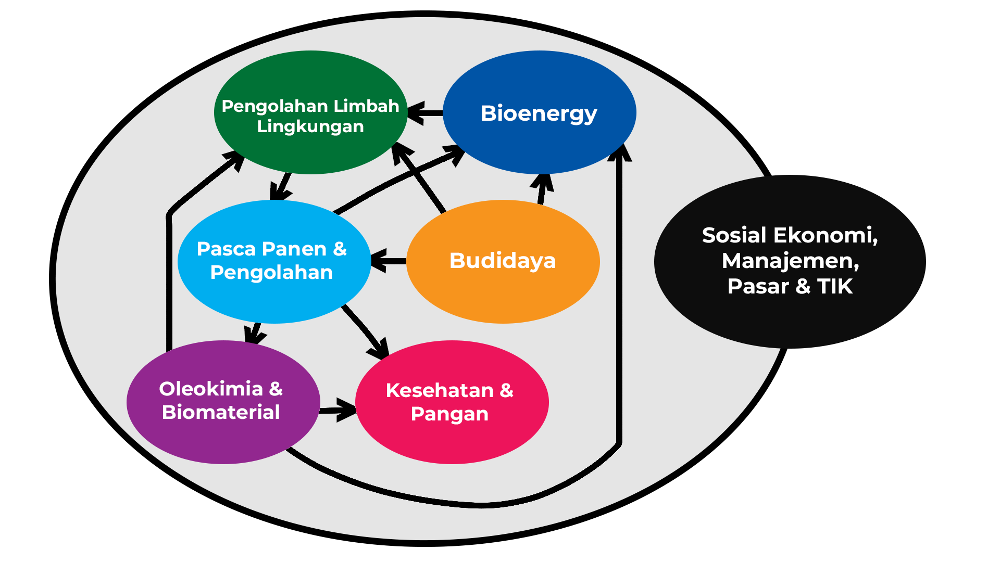 Pengolahan Limbah
Lingkungan
Bioenergy
Pasca Panen &
Pengolahan
Budidaya
Sosial Ekonomi,
Manajemen,
Pasar & TIK
Oleokimia &
Biomaterial
Kesehatan &
Pangan